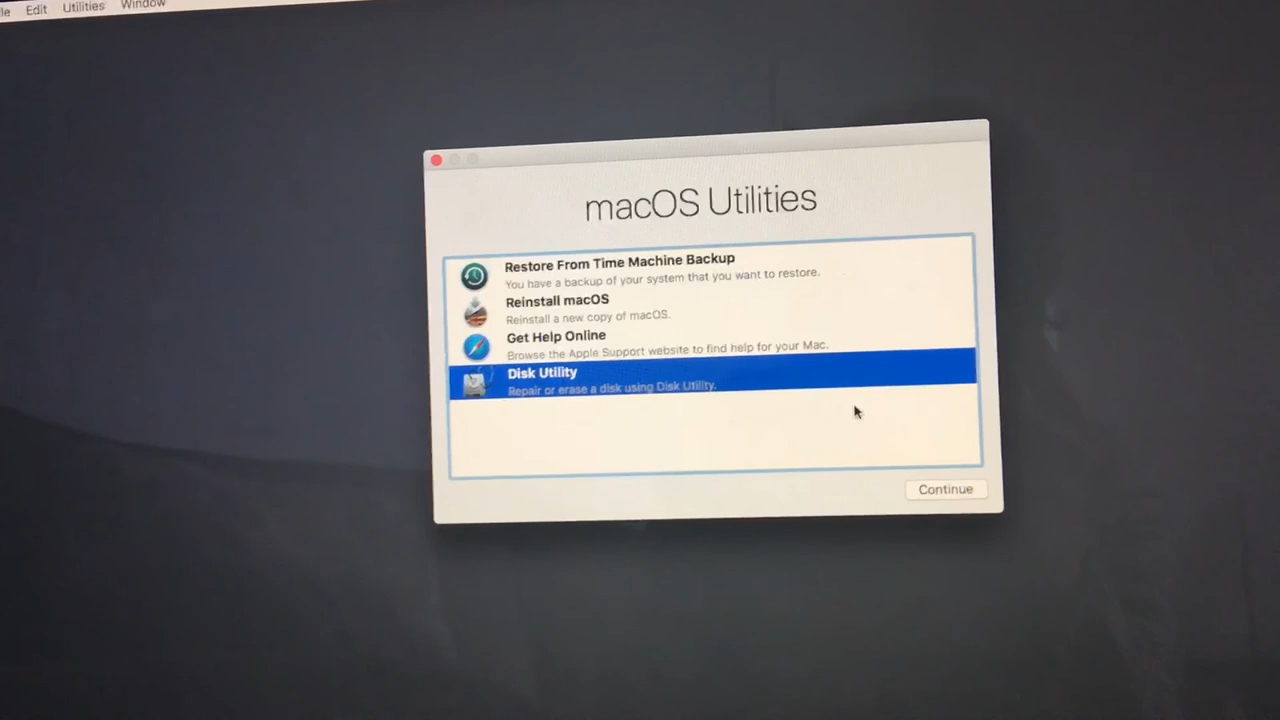 Edit Utilities Window
macOS Utilities
Restore From Time Machine Backup
You have a backup of your system that you want to restore.
Reinstall macOS
Reinstall a new copy of macOS.
Get Help Online
Browse the Apple Support website to find help for your Mac.
Disk Utility
Repair or erase a disk using Disk Utility.
Continue